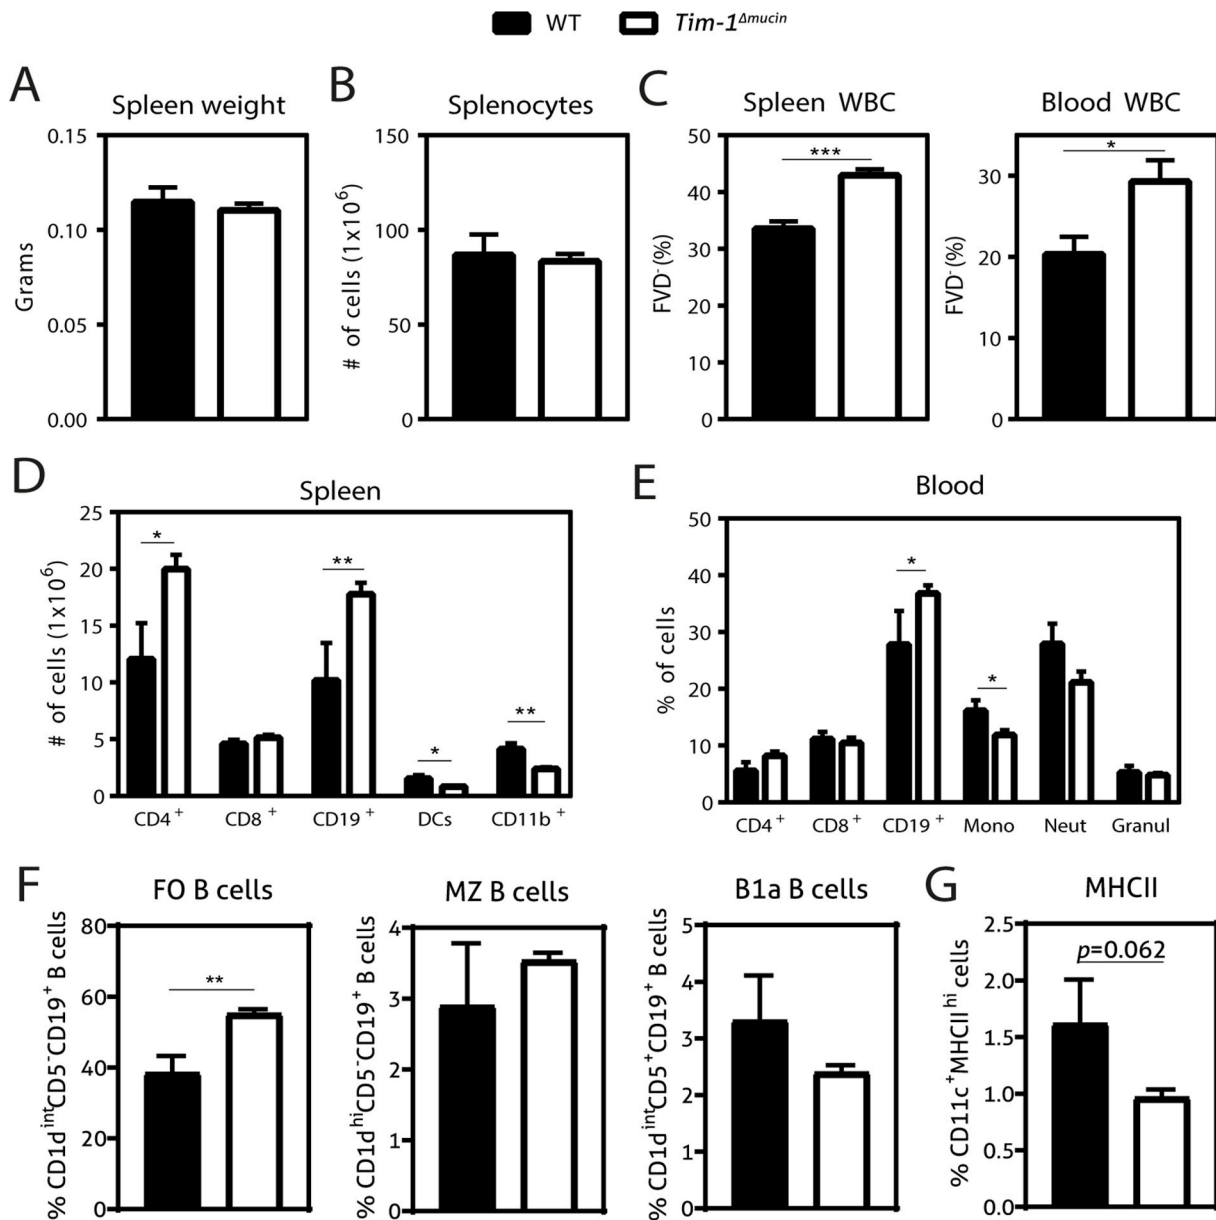 WT Tim-1Δmucin
A
Spleen weight
Grams
0.15
0.10
0.05
0.00
B
Splenocytes
# of cells (1x10⁶)
150
100
50
0
C
Spleen WBC
FVD⁻(%)
50
40
30
20
10
0
***
Blood WBC
FVD⁻(%)
30
20
10
0
*
D
Spleen
# of cells (1x10⁶)
25
20
15
10
5
0
*
**
*
**
CD4⁺ CD8⁺ CD19⁺ DCs CD11b⁺
E
Blood
% of cells
50
40
30
20
10
0
*
*
CD4⁺ CD8⁺ CD19⁺ Mono Neut Granul
F
FO B cells
% CD1dⁱⁿᵗCD5⁻CD19⁺ B cells
80
60
40
20
0
**
MZ B cells
% CD1dʰⁱCD5⁻CD19⁺ B cells
4
3
2
1
0
B1a B cells
% CD1dⁱⁿᵗCD5⁺CD19⁺ B cells
5
4
3
2
1
0
G
MHCII
% CD11c⁺MHCIIʰⁱ cells
2.5
2.0
1.5
1.0
0.5
0.0
p=0.062